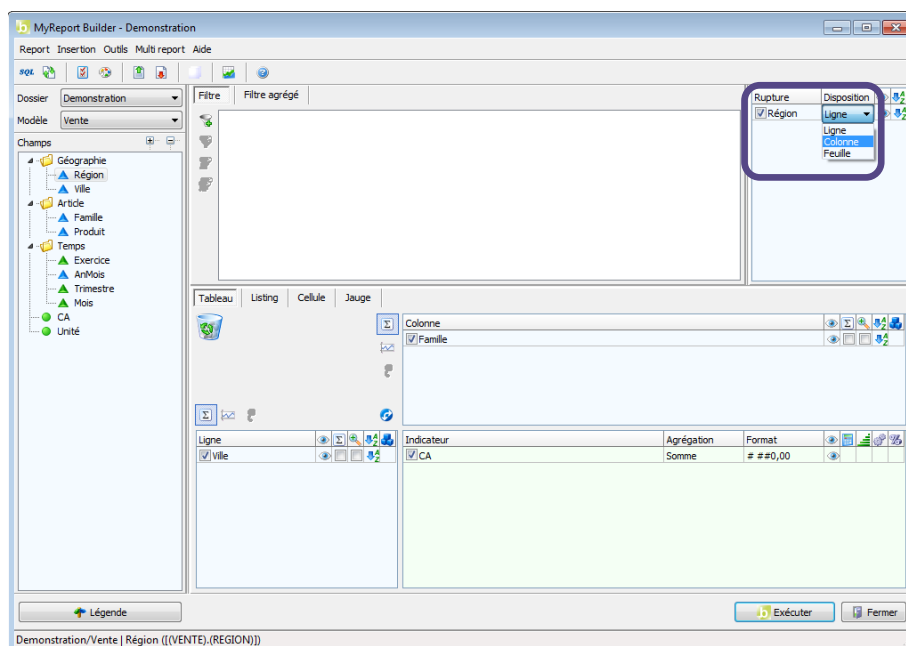 MyReport Builder - Demonstration
Report Insertion Outils Multi report Aide
SQL
Dossier Demonstration
Modèle Vente
Champs
Géographie
Région
Ville
Article
Famille
Produit
Temps
Exercice
AnMois
Trimestre
Mois
CA
Unité
Filtre Filtre agrégé
Rupture Disposition
Région Ligne
Ligne
Colonne
Feuille
Tableau Listing Cellule Jauge
Σ Colonne Σ
Famille
Σ
Ligne Σ
Ville
Indicateur Agrégation Format %
CA Somme # ##0,00
Légende
Exécuter
Fermer
Demonstration/Vente | Région ([(VENTE).(REGION)])